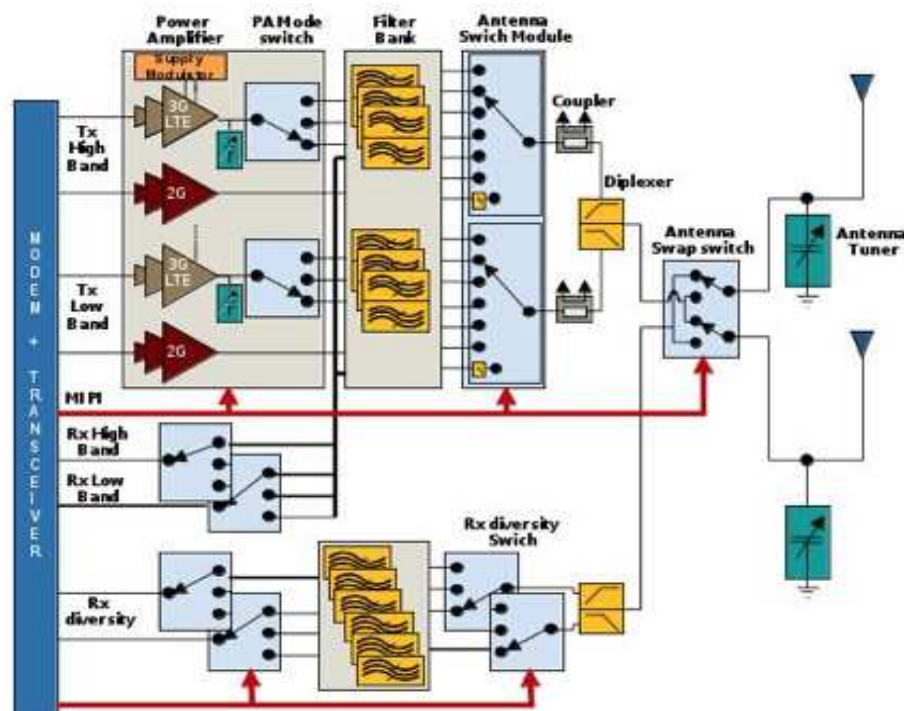 Power
Amplifier
PA Mode
switch
Filter
Bank
Antenna
Swich Module
Supply
Modulator
3G
LTE
Tx
High
Band
2G
Coupler
Diplexer
Antenna
Swap switch
Antenna
Tuner
3G
LTE
Tx
Low
Band
2G
MIPI
Rx High
Band
Rx Low
Band
Rx diversity
Swich
Rx
diversity
MODEM + TRANSCEIVER